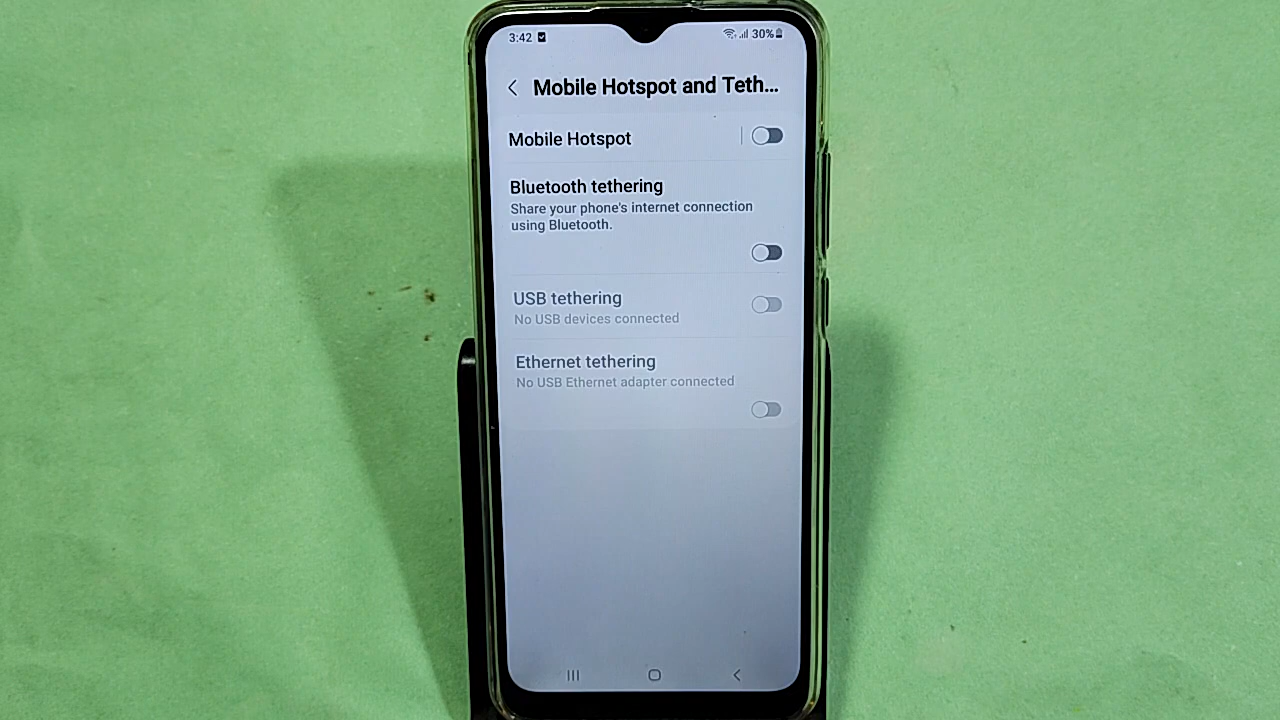 3:42
30%
Mobile Hotspot and Teth...
Mobile Hotspot
Bluetooth tethering
Share your phone's internet connection
using Bluetooth.
USB tethering
No USB devices connected
Ethernet tethering
No USB Ethernet adapter connected